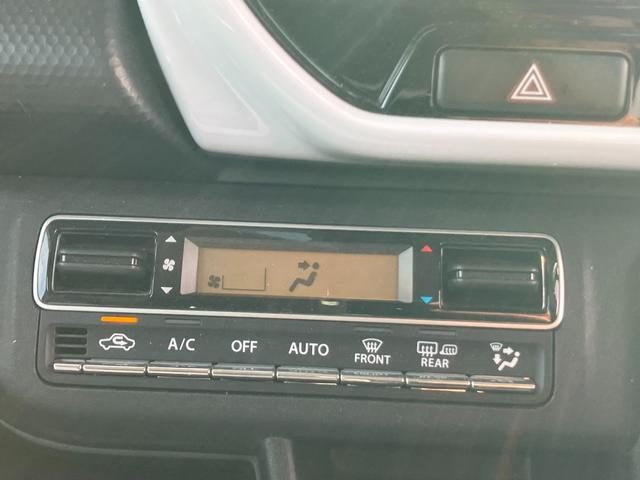 A/C OFF AUTO FRONT REAR